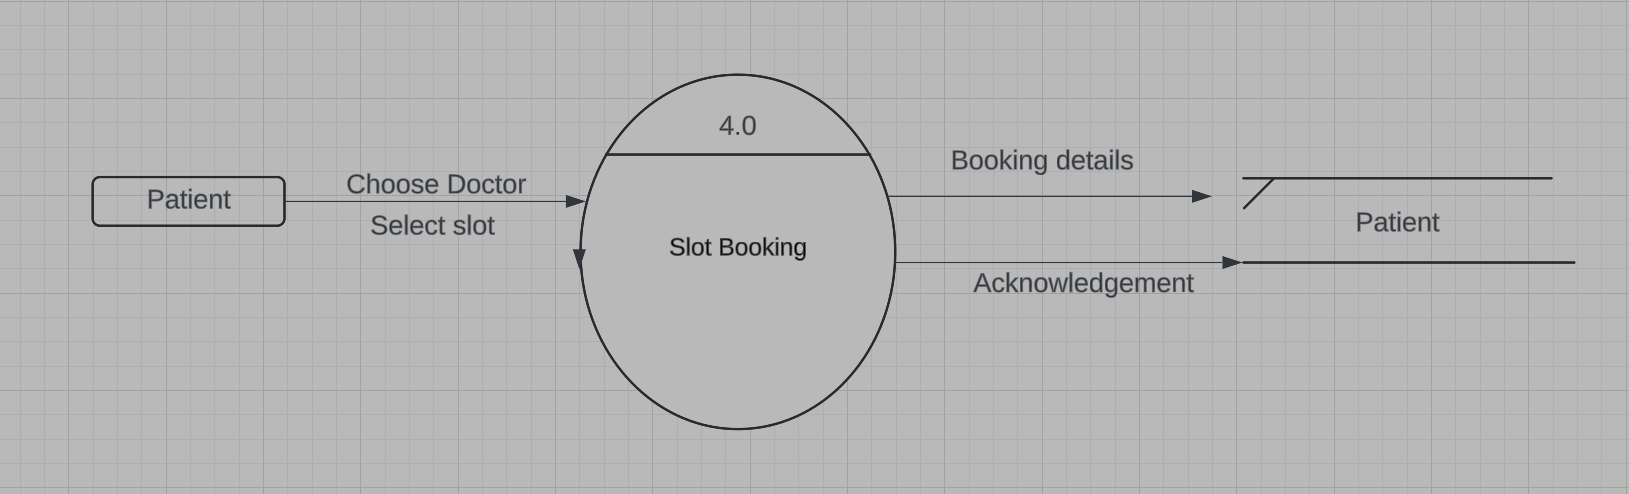 4.0
Patient
Choose Doctor
Select slot
Slot Booking
Booking details
Patient
Acknowledgement